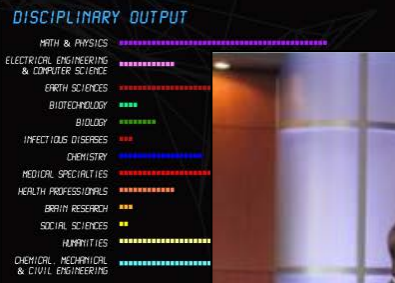 DISCIPLINARY OUTPUT
MATH & PHYSICS
ELECTRICAL ENGINEERING
& COMPUTER SCIENCE
EARTH SCIENCES
BIOTECHNOLOGY
BIOLOGY
INFECTIOUS DISEASES
CHEMISTRY
MEDICAL SPECIALTIES
HEALTH PROFESSIONALS
BRAIN RESEARCH
SOCIAL SCIENCES
HUMANITIES
CHEMICAL, MECHANICAL
& CIVIL ENGINEERING